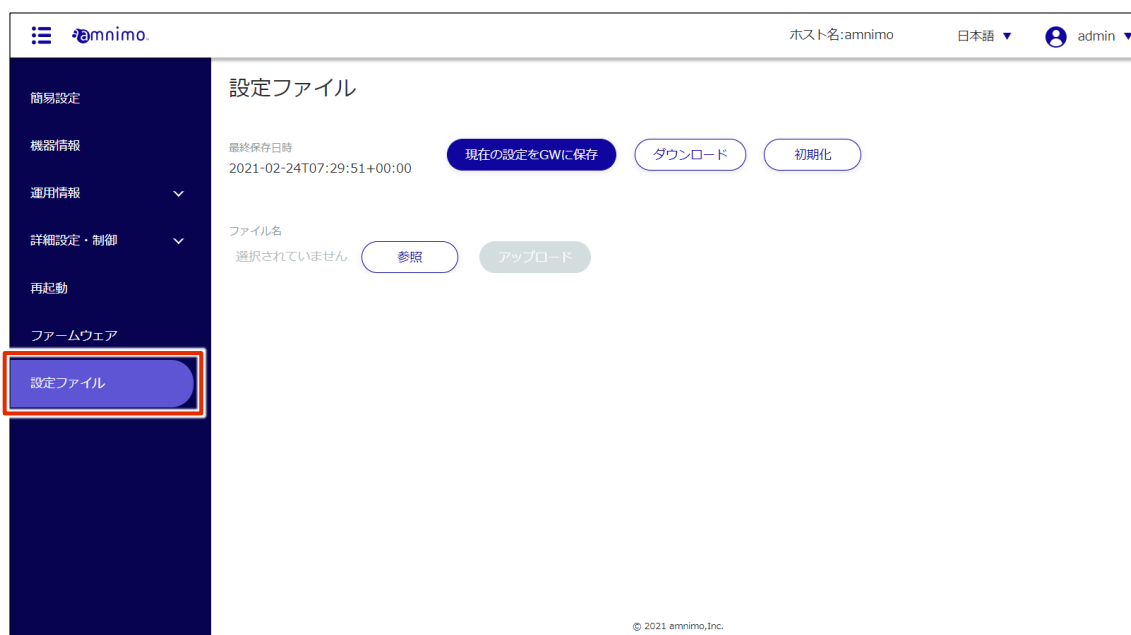 amnimo.
ホスト名:amnimo
日本語 ▼
admin ▼
簡易設定
機器情報
運用情報
詳細設定・制御
再起動
ファームウェア
設定ファイル
設定ファイル
最終保存日時
2021-02-24T07:29:51+00:00
現在の設定をGWに保存
ダウンロード
初期化
ファイル名
選択されていません
参照
アップロード
© 2021 amnimo,Inc.